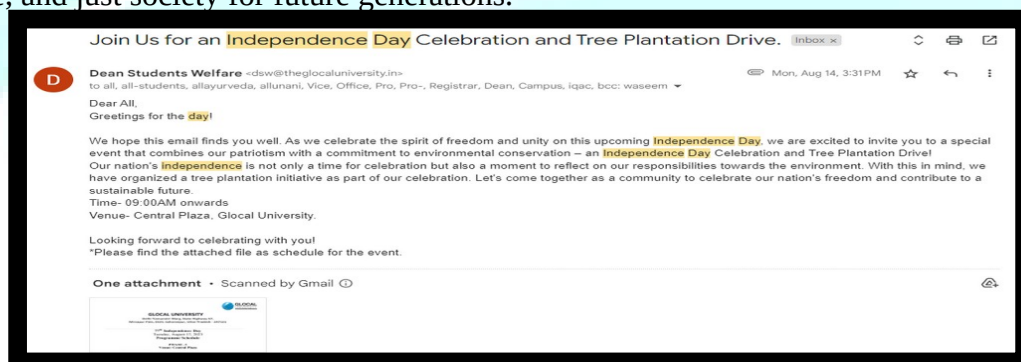 , and just society for future generations.
Join Us for an Independence Day Celebration and Tree Plantation Drive. Inbox ×
D
Dean Students Welfare <dsw@theglocaluniversity.in>
Mon, Aug 14, 3:31 PM
to all, all-students, allayurveda, allunani, Vice, Office, Pro, Pro-, Registrar, Dean, Campus, iqac, bcc: waseem
Dear All,
Greetings for the day!
We hope this email finds you well. As we celebrate the spirit of freedom and unity on this upcoming Independence Day, we are excited to invite you to a special
event that combines our patriotism with a commitment to environmental conservation – an Independence Day Celebration and Tree Plantation Drive!
Our nation's independence is not only a time for celebration but also a moment to reflect on our responsibilities towards the environment. With this in mind, we
have organized a tree plantation initiative as part of our celebration. Let's come together as a community to celebrate our nation's freedom and contribute to a
sustainable future.
Time- 09:00AM onwards
Venue- Central Plaza, Glocal University.
Looking forward to celebrating with you!
*Please find the attached file as schedule for the event.
One attachment • Scanned by Gmail
GLOCAL
GLOCAL UNIVERSITY
77th Independence Day
Tuesday, August 15, 2023
Programme Schedule